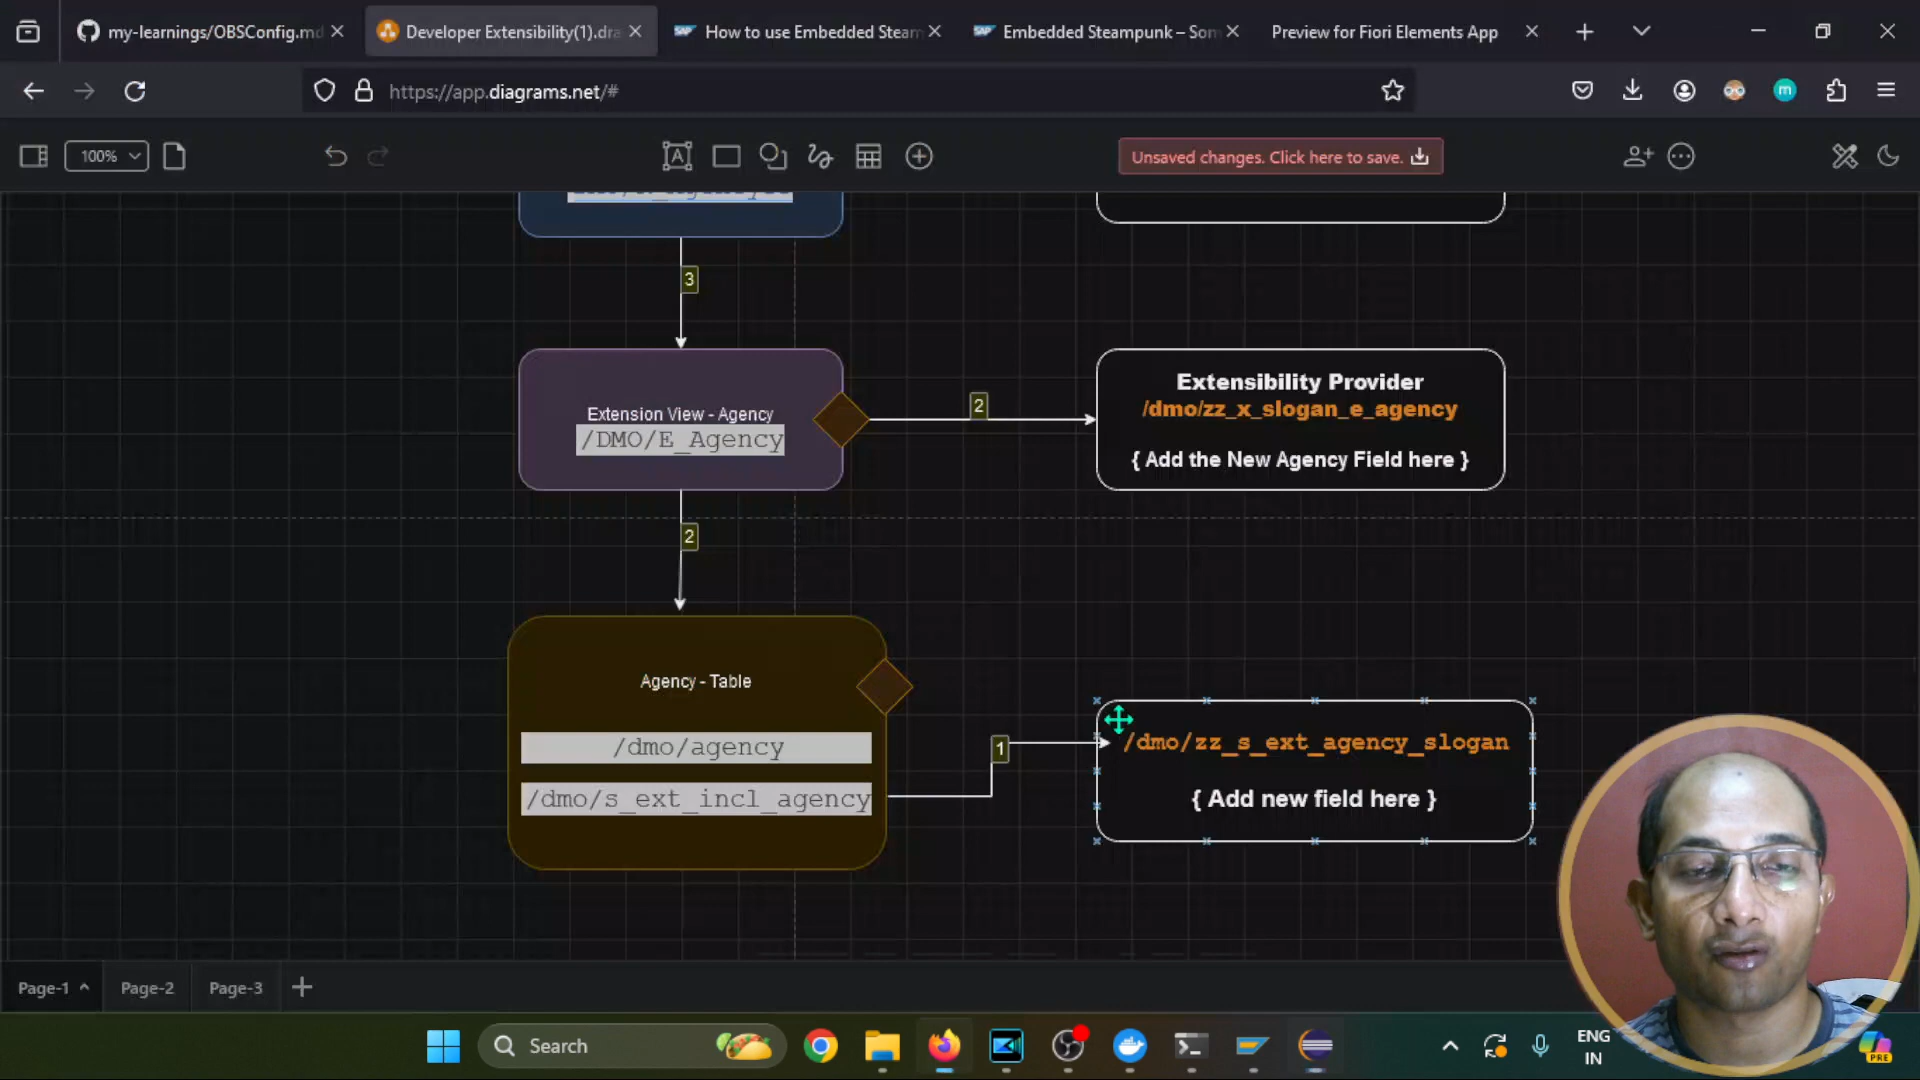 my-learnings/OBSConfig.md
Developer Extensibility(1).dra
How to use Embedded Steam
Embedded Steampunk – Som
Preview for Fiori Elements App
https://app.diagrams.net/#
100%
Unsaved changes. Click here to save.
3
Extension View - Agency
/DMO/E_Agency
2
Extensibility Provider
/dmo/zz_x_slogan_e_agency
{ Add the New Agency Field here }
2
Agency - Table
/dmo/agency
/dmo/s_ext_incl_agency
1
/dmo/zz_s_ext_agency_slogan
{ Add new field here }
Page-1
Page-2
Page-3
Search
ENG
IN
PRE